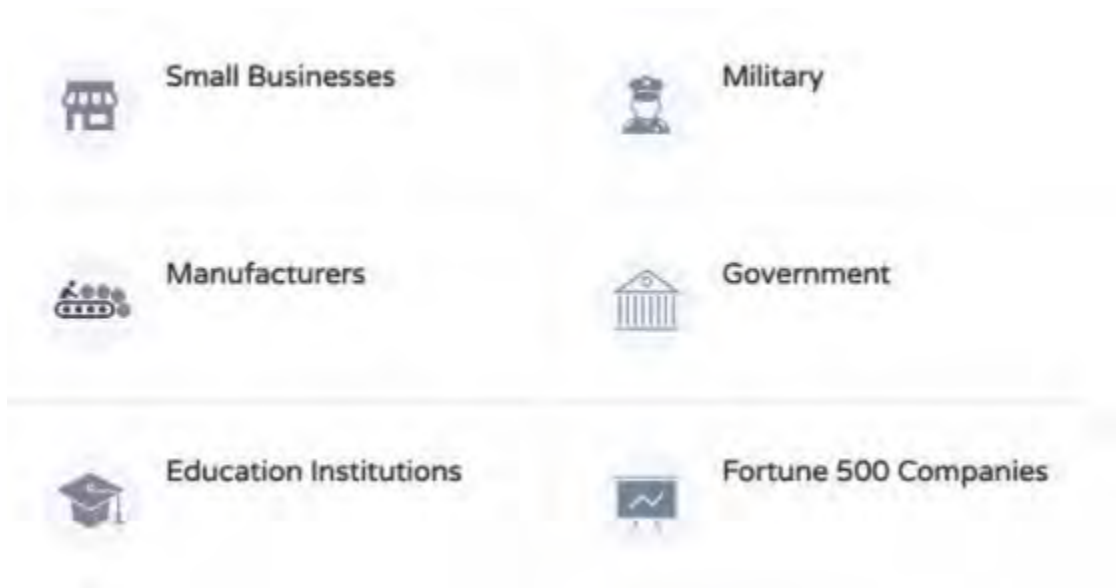 Small Businesses
Military
Manufacturers
Government
Education Institutions
Fortune 500 Companies